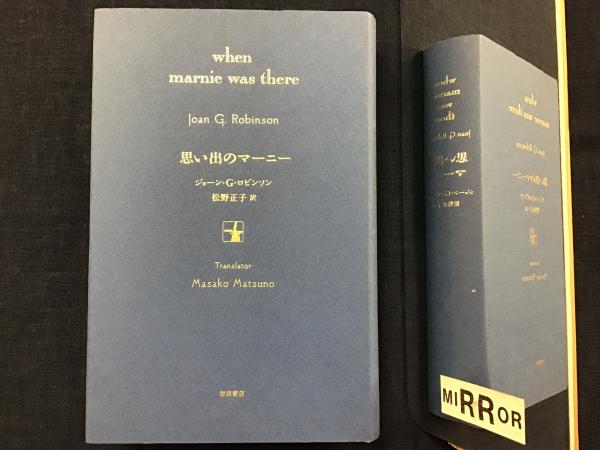 when
marnie was there
Joan G. Robinson
思い出のマーニー
ジョーン・G・ロビンソン
松野正子 訳
Translator
Masako Matsuno
岩波書店
MIRROR